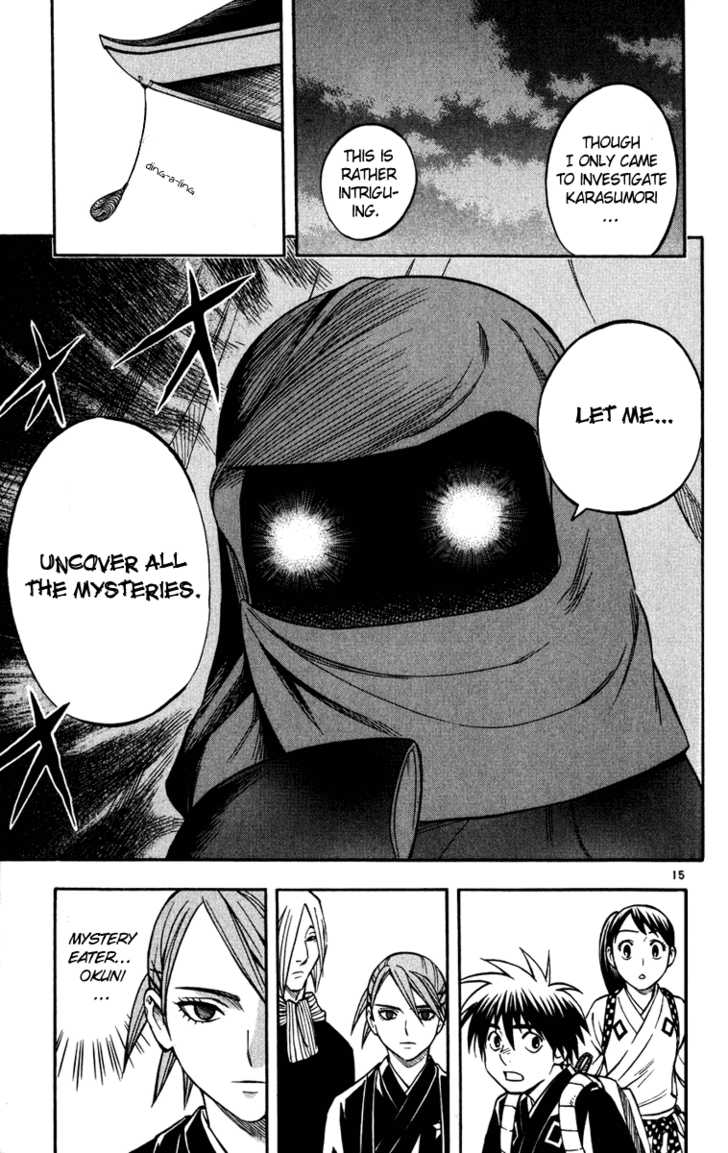 THOUGH
I ONLY CAME
TO INVESTIGATE
KARASUMORI
...
THIS IS
RATHER
INTRIGU-
ING.
ding-a-ling
LET ME...
UNCOVER ALL
THE MYSTERIES.
15
MYSTERY
EATER...
OKUNI
...